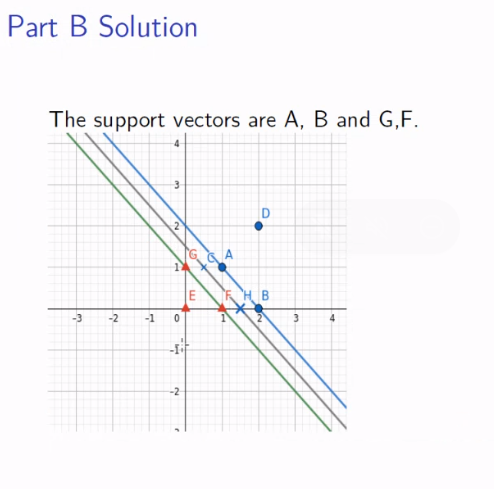 Part B Solution
The support vectors are A, B and G,F.
4
3
D
2
G C A
1
E F H B
-3 -2 -1 0 1 2 3 4
-1
-2